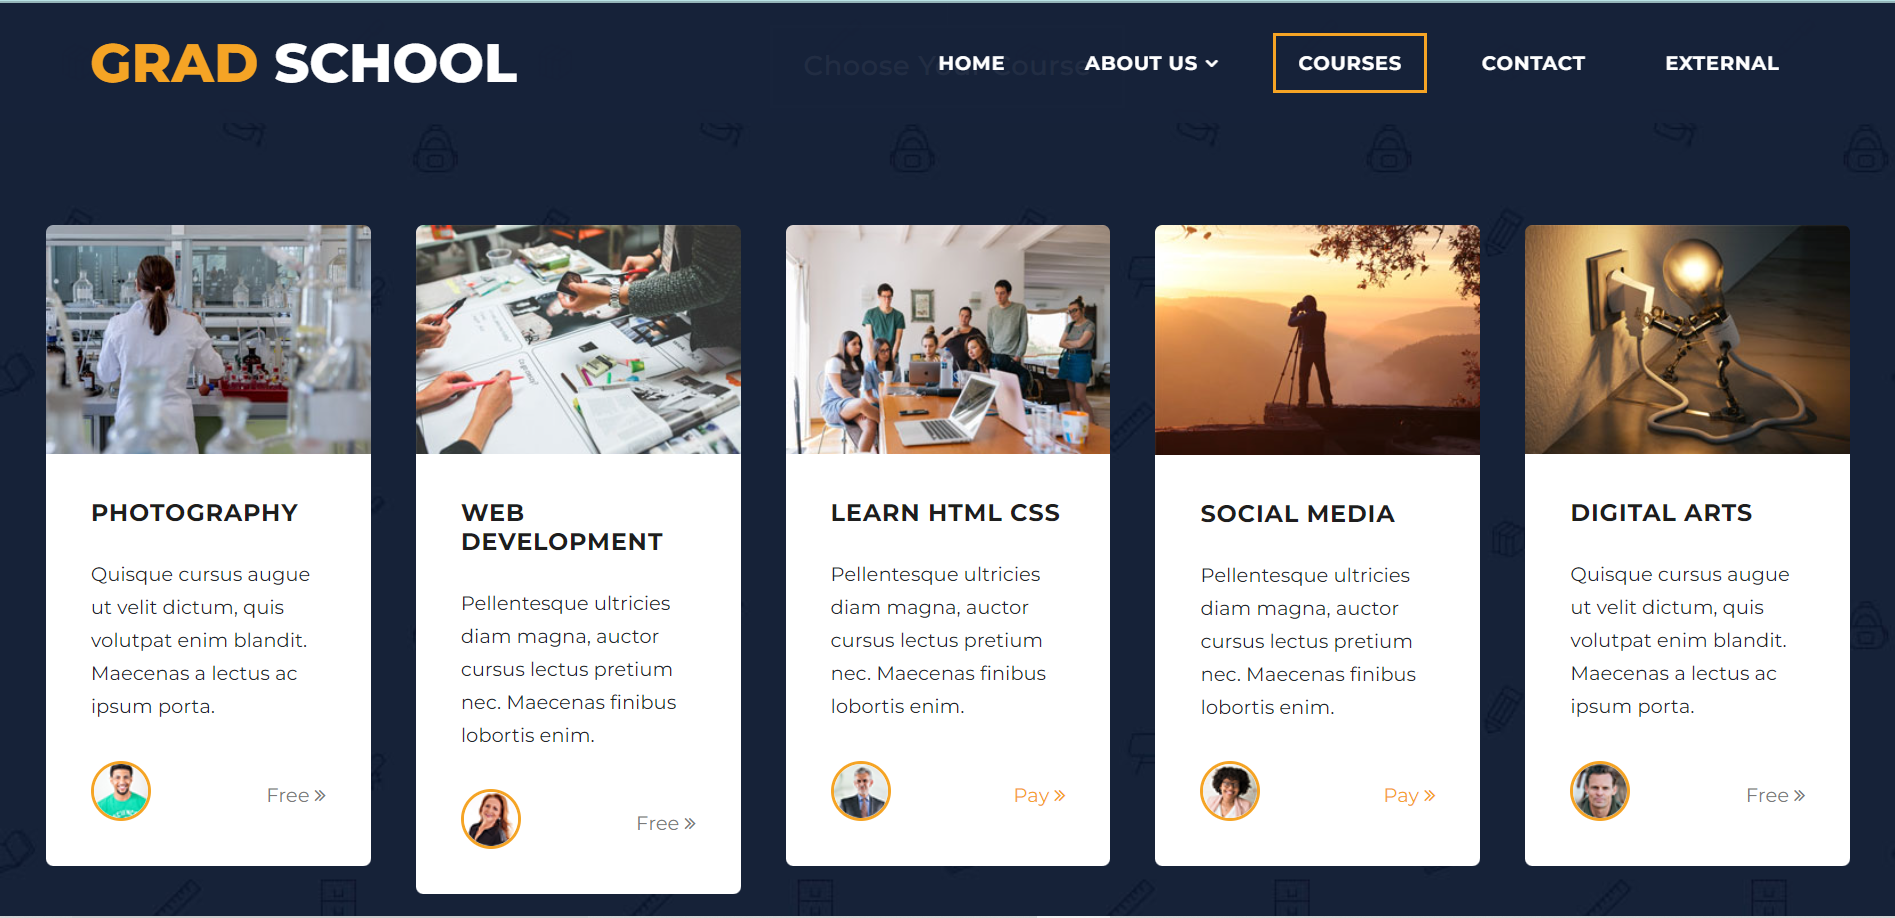 GRAD SCHOOL
Choose Your Course
HOME
ABOUT US
COURSES
CONTACT
EXTERNAL
PHOTOGRAPHY
Quisque cursus augue
ut velit dictum, quis
volutpat enim blandit.
Maecenas a lectus ac
ipsum porta.
Free »
WEB
DEVELOPMENT
Pellentesque ultricies
diam magna, auctor
cursus lectus pretium
nec. Maecenas finibus
lobortis enim.
Free »
LEARN HTML CSS
Pellentesque ultricies
diam magna, auctor
cursus lectus pretium
nec. Maecenas finibus
lobortis enim.
Pay »
SOCIAL MEDIA
Pellentesque ultricies
diam magna, auctor
cursus lectus pretium
nec. Maecenas finibus
lobortis enim.
Pay »
DIGITAL ARTS
Quisque cursus augue
ut velit dictum, quis
volutpat enim blandit.
Maecenas a lectus ac
ipsum porta.
Free »